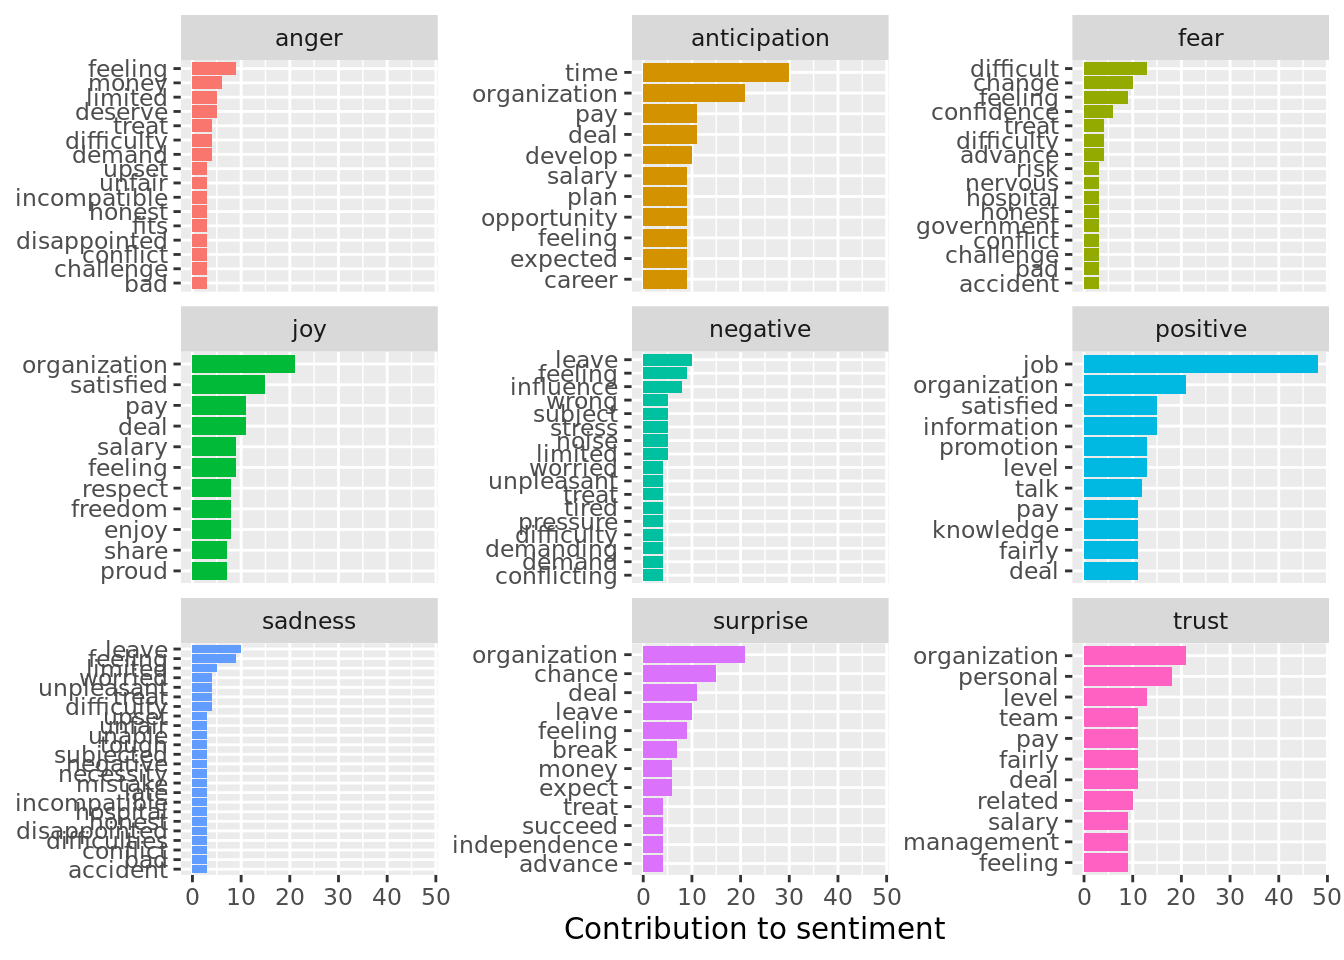 anger
feeling
money
limited
deserve
treat
difficulty
demand
upset
unfair
incompatible
honest
fits
disappointed
conflict
challenge
bad
anticipation
time
organization
pay
deal
develop
salary
plan
opportunity
feeling
expected
career
fear
difficult
change
feeling
confidence
treat
difficulty
advance
risk
nervous
hospital
honest
government
conflict
challenge
bad
accident
joy
organization
satisfied
pay
deal
salary
feeling
respect
freedom
enjoy
share
proud
negative
leave
feeling
influence
wrong
subject
stress
noise
limited
worried
unpleasant
treat
tired
pressure
difficulty
demanding
demand
conflicting
positive
job
organization
satisfied
information
promotion
level
talk
pay
knowledge
fairly
deal
sadness
leave
feeling
limited
worried
unpleasant
treat
difficulty
upset
unfair
unable
tough
subjected
negative
necessity
mistake
late
incompatible
hospital
honest
disappointed
difficulties
conflict
bad
accident
0 10 20 30 40 50
surprise
organization
chance
deal
leave
feeling
break
money
expect
treat
succeed
independence
advance
0 10 20 30 40 50
trust
organization
personal
level
team
pay
fairly
deal
related
salary
management
feeling
0 10 20 30 40 50
Contribution to sentiment